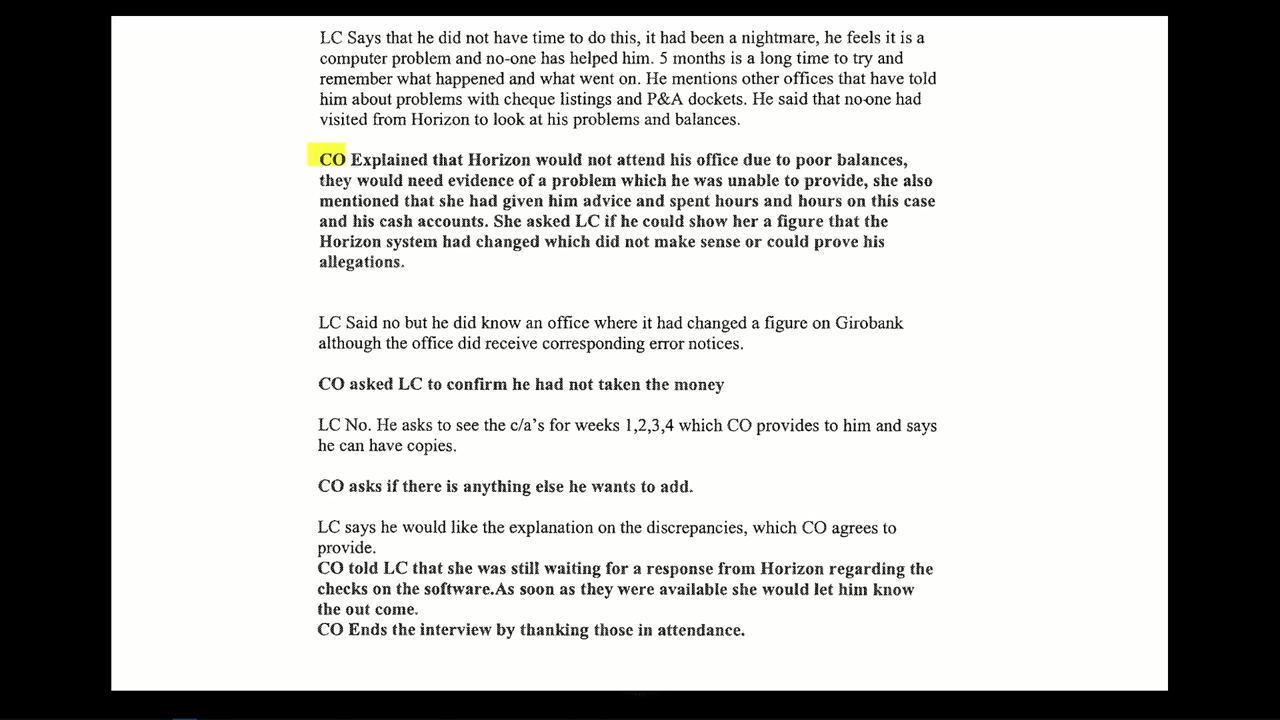 LC Says that he did not have time to do this, it had been a nightmare, he feels it is a
computer problem and no-one has helped him. 5 months is a long time to try and
remember what happened and what went on. He mentions other offices that have told
him about problems with cheque listings and P&A dockets. He said that no-one had
visited from Horizon to look at his problems and balances.
CO Explained that Horizon would not attend his office due to poor balances,
they would need evidence of a problem which he was unable to provide, she also
mentioned that she had given him advice and spent hours and hours on this case
and his cash accounts. She asked LC if he could show her a figure that the
Horizon system had changed which did not make sense or could prove his
allegations.
LC Said no but he did know an office where it had changed a figure on Girobank
although the office did receive corresponding error notices.
CO asked LC to confirm he had not taken the money
LC No. He asks to see the c/a's for weeks 1,2,3,4 which CO provides to him and says
he can have copies.
CO asks if there is anything else he wants to add.
LC says he would like the explanation on the discrepancies, which CO agrees to
provide.
CO told LC that she was still waiting for a response from Horizon regarding the
checks on the software.As soon as they were available she would let him know
the out come.
CO Ends the interview by thanking those in attendance.